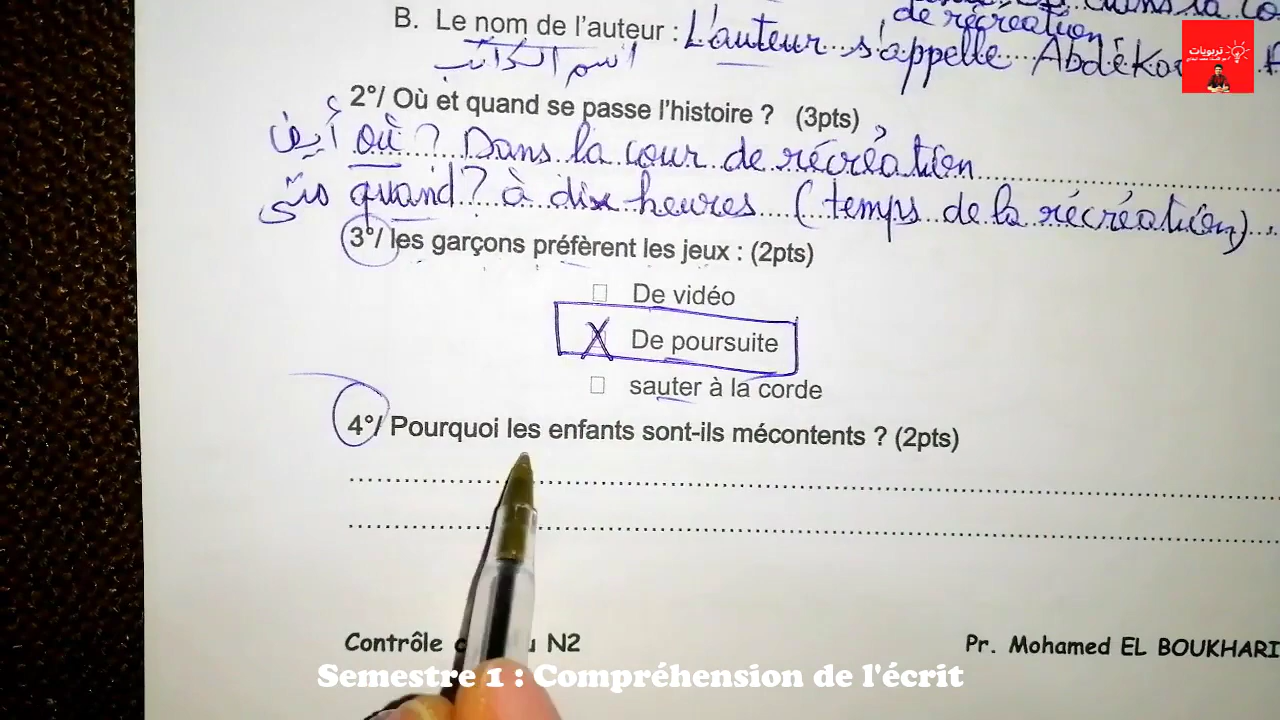 de récréation
B. Le nom de l'auteur : L'auteur s'appelle
اسم الكاتب
تربويات
2°/ Où et quand se passe l'histoire ? (3pts)
أين où ? Dans la cour de récréation
متى quand ? à dix heures (temps de la récréation)
3°/ les garçons préfèrent les jeux : (2pts)
De vidéo
X De poursuite
sauter à la corde
4°/ Pourquoi les enfants sont-ils mécontents ? (2pts)
Contrôle N2
Pr. Mohamed EL BOUKHARI
Semestre 1 : Compréhension de l'écrit